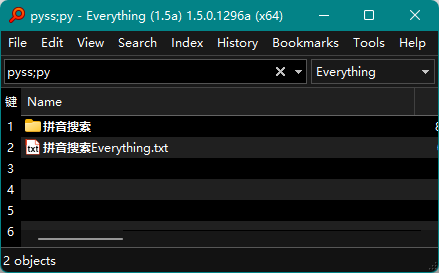 pyss;py - Everything (1.5a) 1.5.0.1296a (x64)
File Edit View Search Index History Bookmarks Tools Help
pyss;py Everything
键 Name
1 拼音搜索 8
2 拼音搜索Everything.txt
3
4
5
6
2 objects